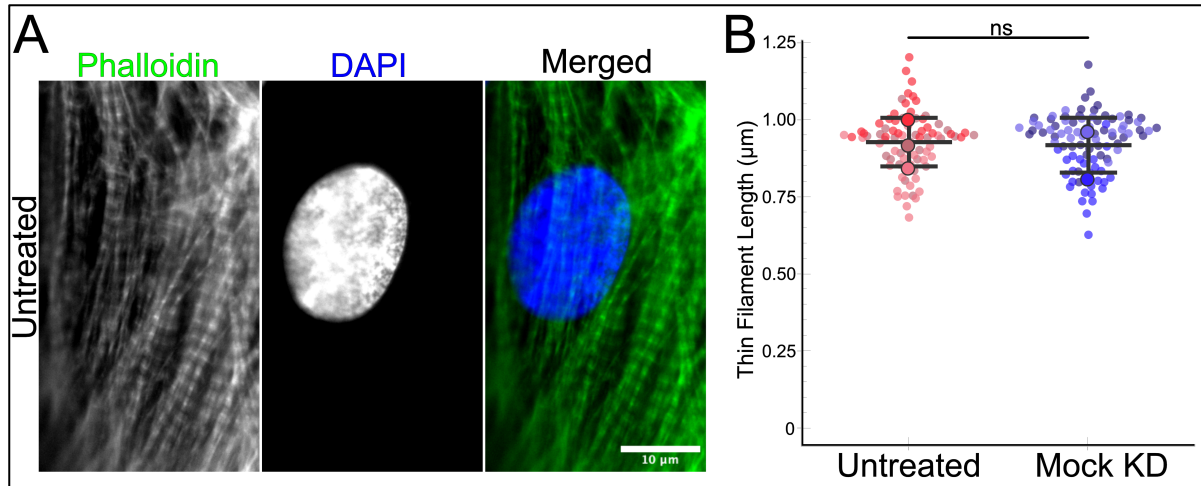 A
Phalloidin
DAPI
Merged
Untreated
10 µm
B
ns
Thin Filament Length (µm)
1.25
1.00
0.75
0.50
0.25
0
Untreated
Mock KD